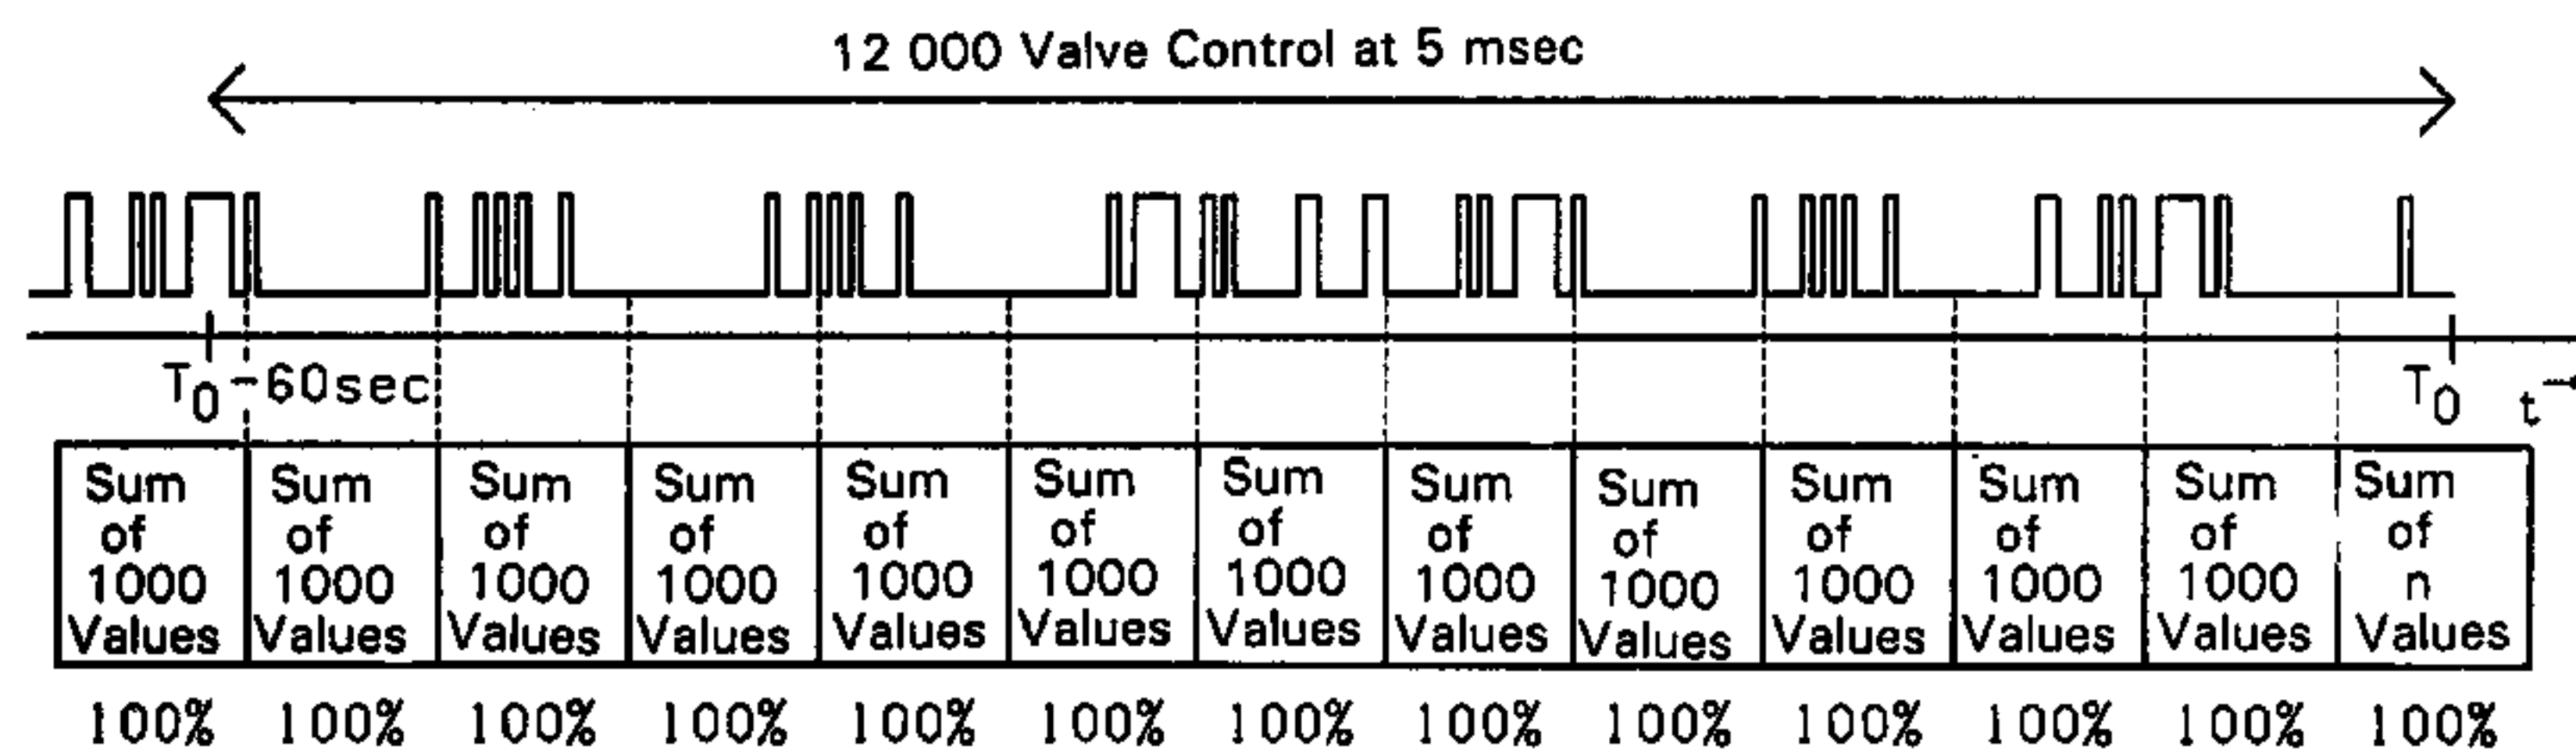 12 000 Valve Control at 5 msec
T0-60sec
T0
t
Sum of 1000 Values
Sum of 1000 Values
Sum of 1000 Values
Sum of 1000 Values
Sum of 1000 Values
Sum of 1000 Values
Sum of 1000 Values
Sum of 1000 Values
Sum of 1000 Values
Sum of 1000 Values
Sum of 1000 Values
Sum of 1000 Values
Sum of n Values
100% 100% 100% 100% 100% 100% 100% 100% 100% 100% 100% 100% 100%